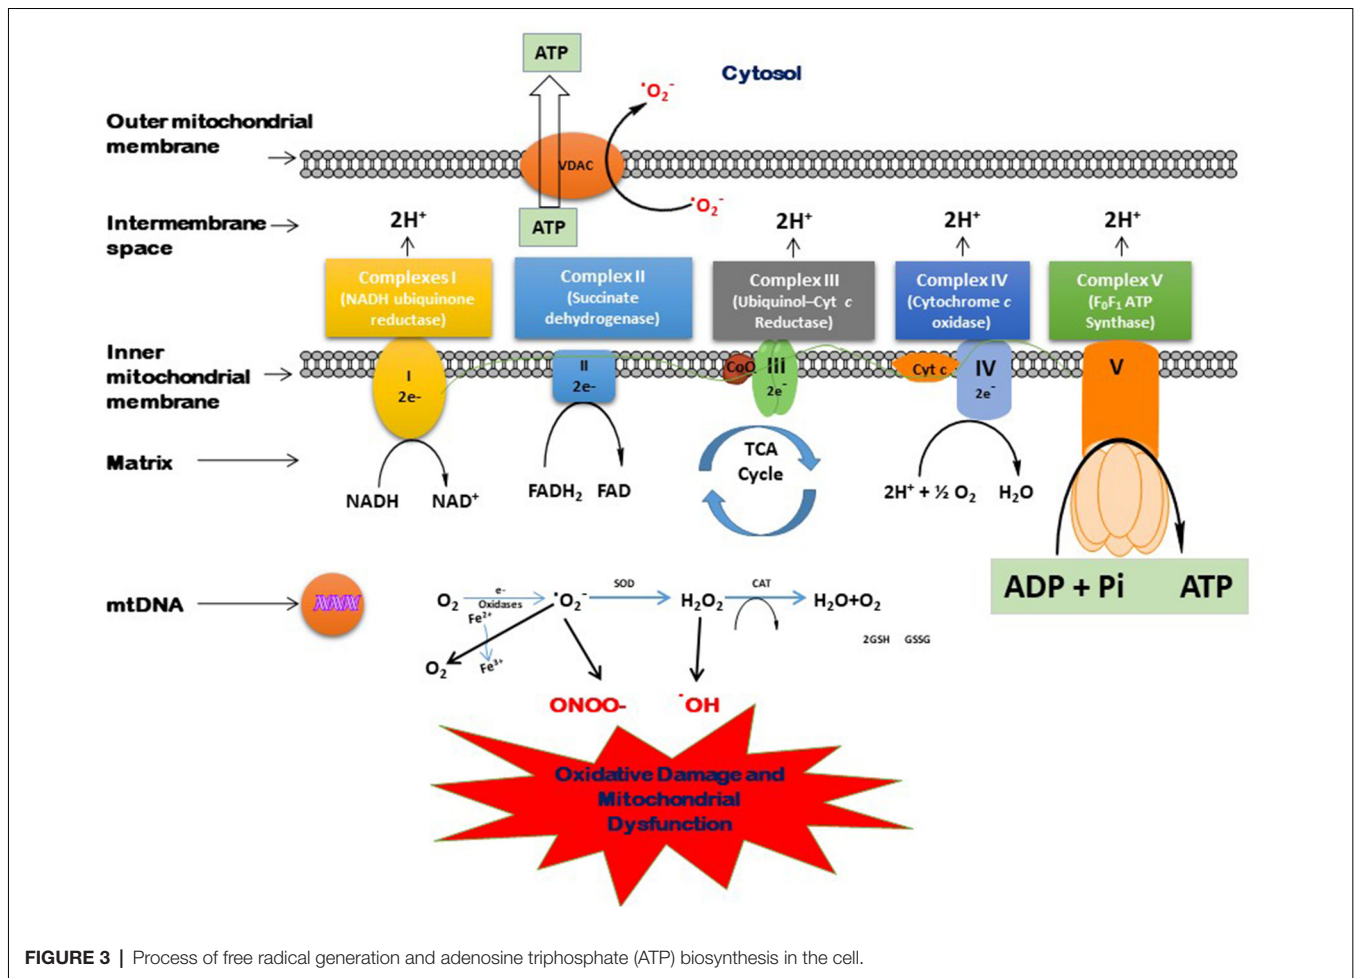 ATP
Cytosol
˙O₂⁻
Outer mitochondrial
membrane
VDAC
˙O₂⁻
Intermembrane
space
2H⁺
ATP
2H⁺
2H⁺
2H⁺
Complexes I
(NADH ubiquinone
reductase)
Complex II
(Succinate
dehydrogenase)
Complex III
(Ubiquinol–Cyt c
Reductase)
Complex IV
(Cytochrome c
oxidase)
Complex V
(F₀F₁ ATP
Synthase)
Inner
mitochondrial
membrane
I
2e-
II
2e-
CoQ
III
2e⁻
Cyt c
IV
2e⁻
V
Matrix
NADH
NAD⁺
FADH₂
FAD
TCA
Cycle
2H⁺ + ½ O₂
H₂O
ADP + Pi
ATP
mtDNA
O₂
e-
Oxidases
˙O₂⁻
SOD
H₂O₂
CAT
H₂O+O₂
Fe²⁺
Fe³⁺
O₂
2GSH
GSSG
ONOO-
˙OH
Oxidative Damage and
Mitochondrial
Dysfunction
FIGURE 3 | Process of free radical generation and adenosine triphosphate (ATP) biosynthesis in the cell.